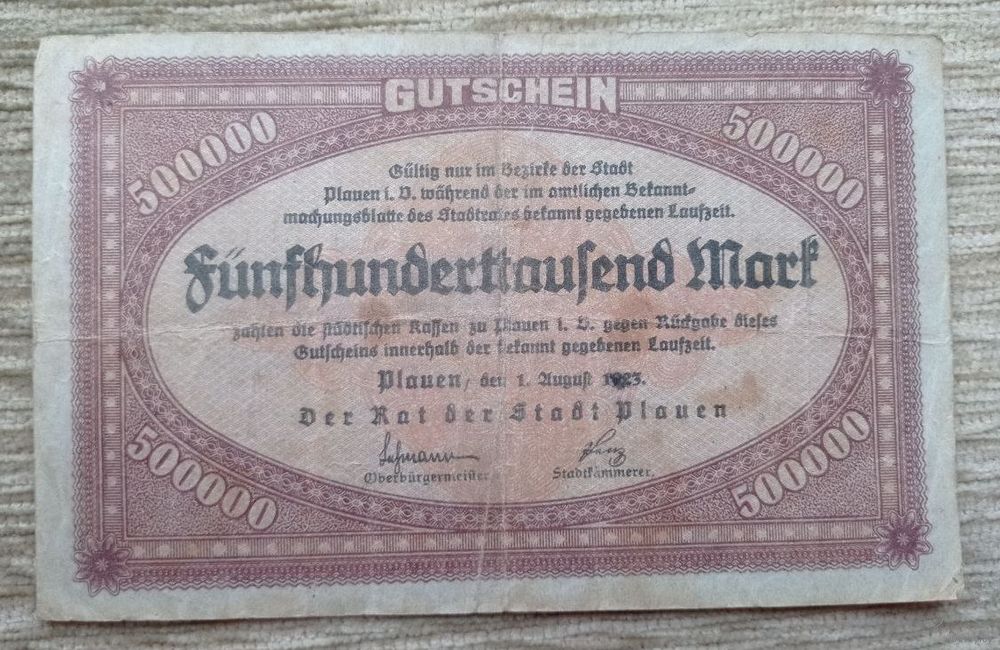 GUTSCHEIN
500000
500000
Gültig nur im Bezirke der Stadt
Plauen i. V. während der im amtlichen Bekannt-
machungsblatte des Stadtrates bekannt gegebenen Laufzeit.
Fünfhunderttausend Mark
zahlen die städtischen Kassen zu Plauen i. V. gegen Rückgabe dieses
Gutscheins innerhalb der bekannt gegebenen Laufzeit.
Plauen, den 1. August 1923.
Der Rat der Stadt Plauen
Lehmann
Oberbürgermeister.
Stadtkämmerer.
500000
500000